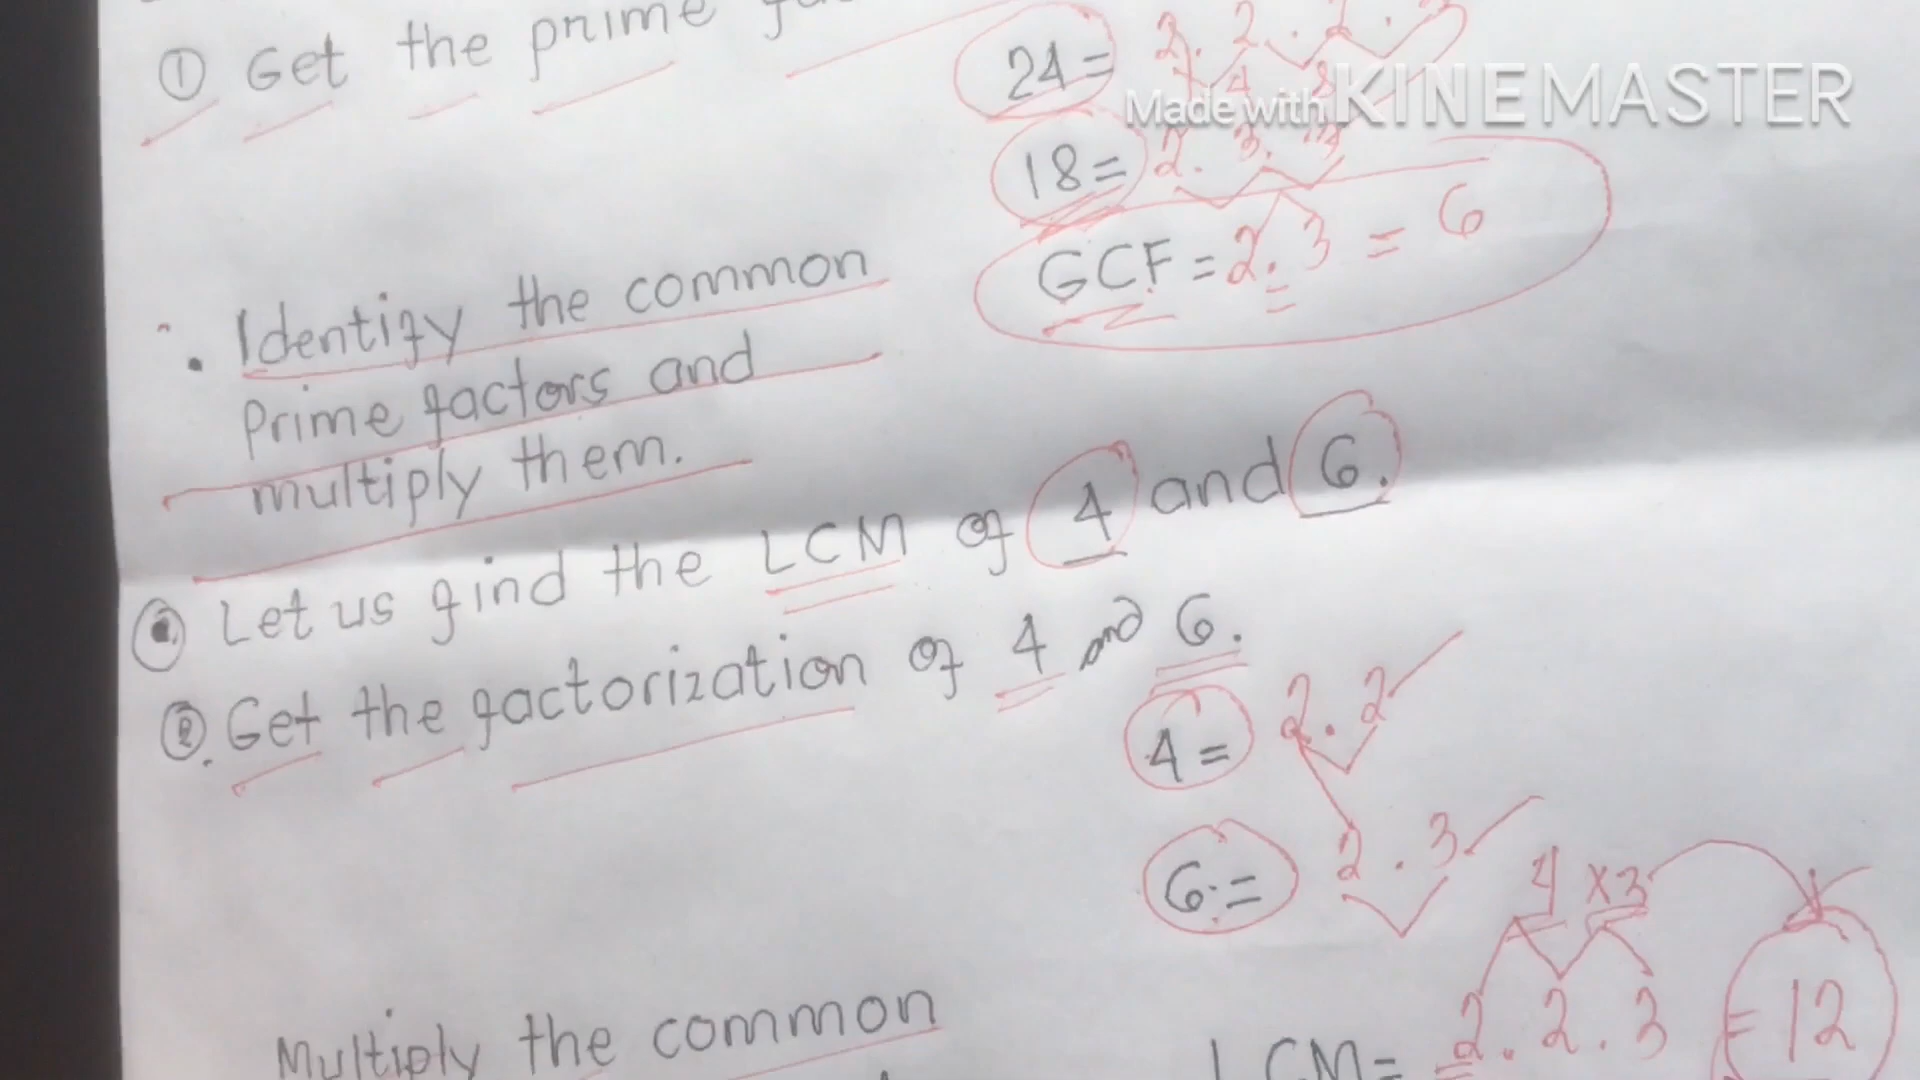 ① Get the prime
24 = 2. 2. 2.
4 8
Made with KINEMASTER
18 = 2. 3. 3
GCF = 2. 3 = 6
Identify the common
Prime factors and
multiply them.
Let us find the LCM of 4 and 6.
②. Get the factorization of 4 and 6.
4 = 2. 2
6 = 2. 3
4 x3
Multiply the common
LCM = 2. 2. 3 = 12